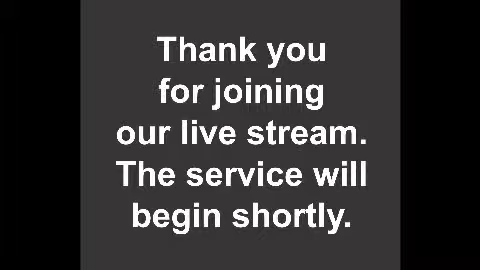 Thank you
for joining
our live stream.
The service will
begin shortly.